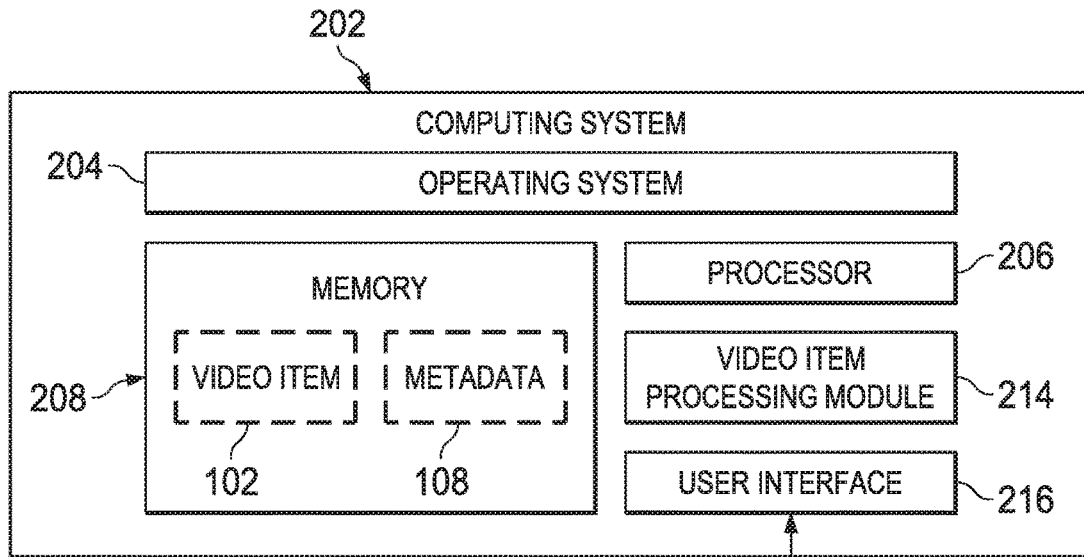 202
COMPUTING SYSTEM
204
OPERATING SYSTEM
MEMORY
PROCESSOR
206
VIDEO ITEM
METADATA
VIDEO ITEM
PROCESSING MODULE
214
208
102
108
USER INTERFACE
216